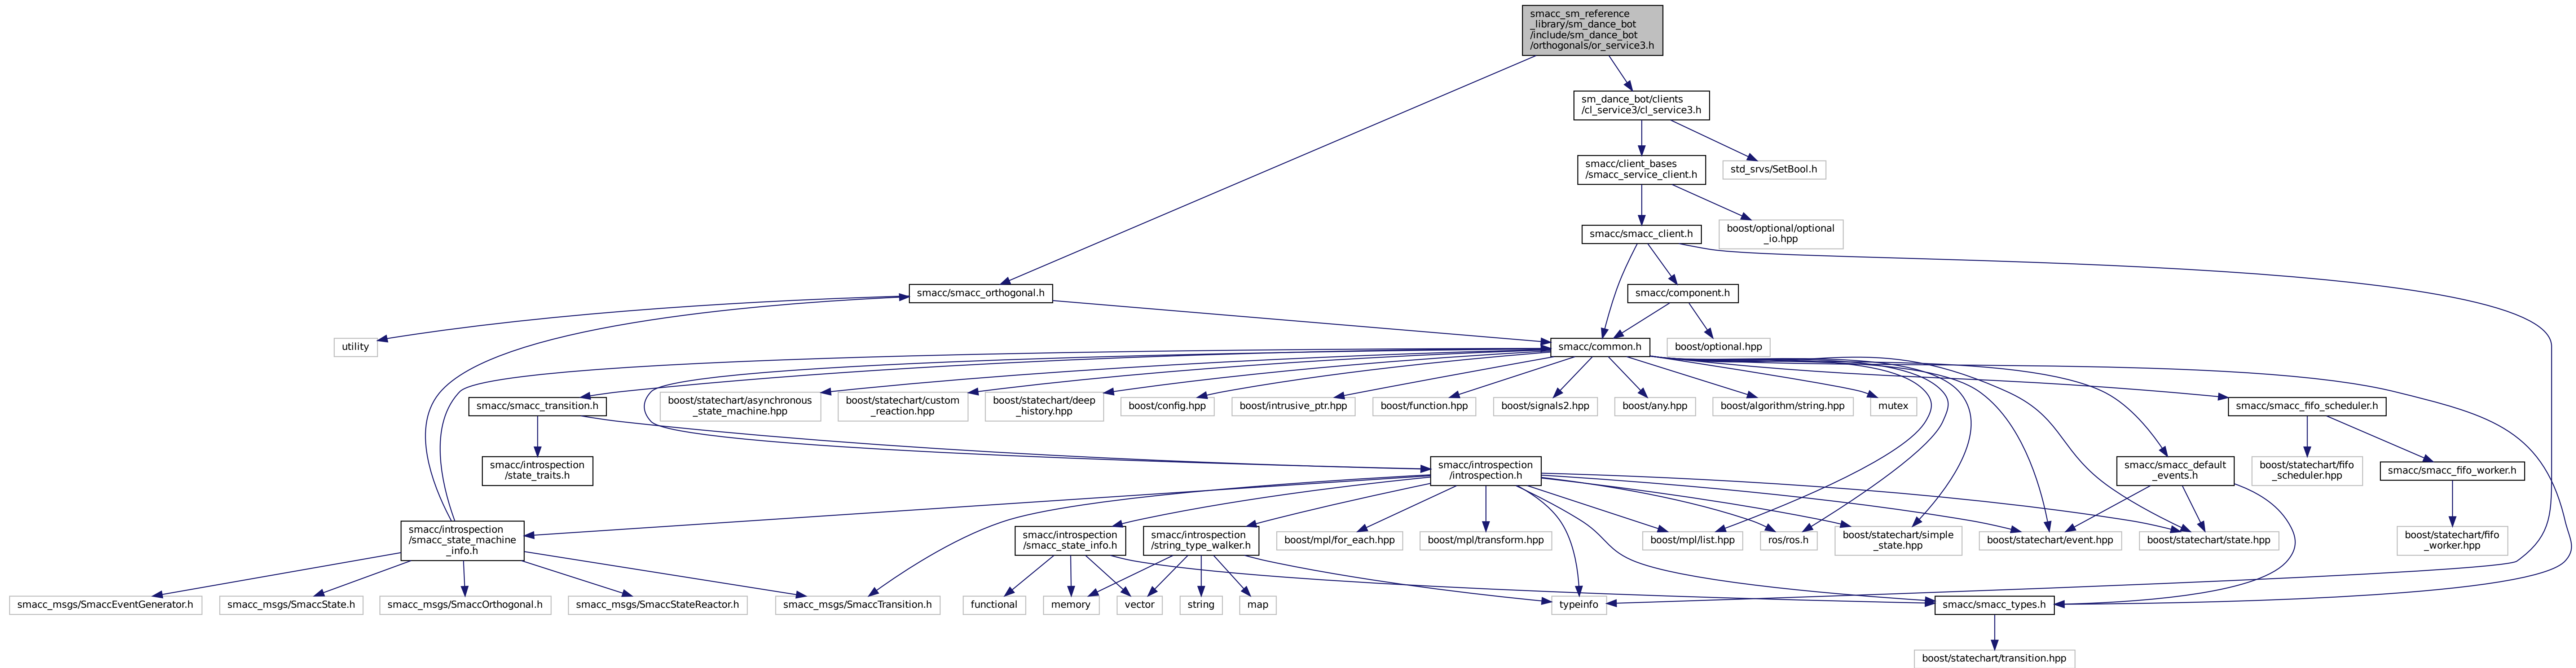 smacc_sm_reference
_library/sm_dance_bot
/include/sm_dance_bot
/orthogonals/or_service3.h
sm_dance_bot/clients
/cl_service3/cl_service3.h
smacc/client_bases
/smacc_service_client.h
std_srvs/SetBool.h
smacc/smacc_client.h
boost/optional/optional
_io.hpp
smacc/smacc_orthogonal.h
smacc/component.h
utility
smacc/common.h
boost/optional.hpp
smacc/smacc_transition.h
boost/statechart/asynchronous
_state_machine.hpp
boost/statechart/custom
_reaction.hpp
boost/statechart/deep
_history.hpp
boost/config.hpp
boost/intrusive_ptr.hpp
boost/function.hpp
boost/signals2.hpp
boost/any.hpp
boost/algorithm/string.hpp
mutex
smacc/smacc_fifo_scheduler.h
smacc/introspection
/state_traits.h
smacc/introspection
/introspection.h
smacc/smacc_default
_events.h
boost/statechart/fifo
_scheduler.hpp
smacc/smacc_fifo_worker.h
smacc/introspection
/smacc_state_machine
_info.h
smacc/introspection
/smacc_state_info.h
smacc/introspection
/string_type_walker.h
boost/mpl/for_each.hpp
boost/mpl/transform.hpp
boost/mpl/list.hpp
ros/ros.h
boost/statechart/simple
_state.hpp
boost/statechart/event.hpp
boost/statechart/state.hpp
boost/statechart/fifo
_worker.hpp
smacc_msgs/SmaccEventGenerator.h
smacc_msgs/SmaccState.h
smacc_msgs/SmaccOrthogonal.h
smacc_msgs/SmaccStateReactor.h
smacc_msgs/SmaccTransition.h
functional
memory
vector
string
map
typeinfo
smacc/smacc_types.h
boost/statechart/transition.hpp